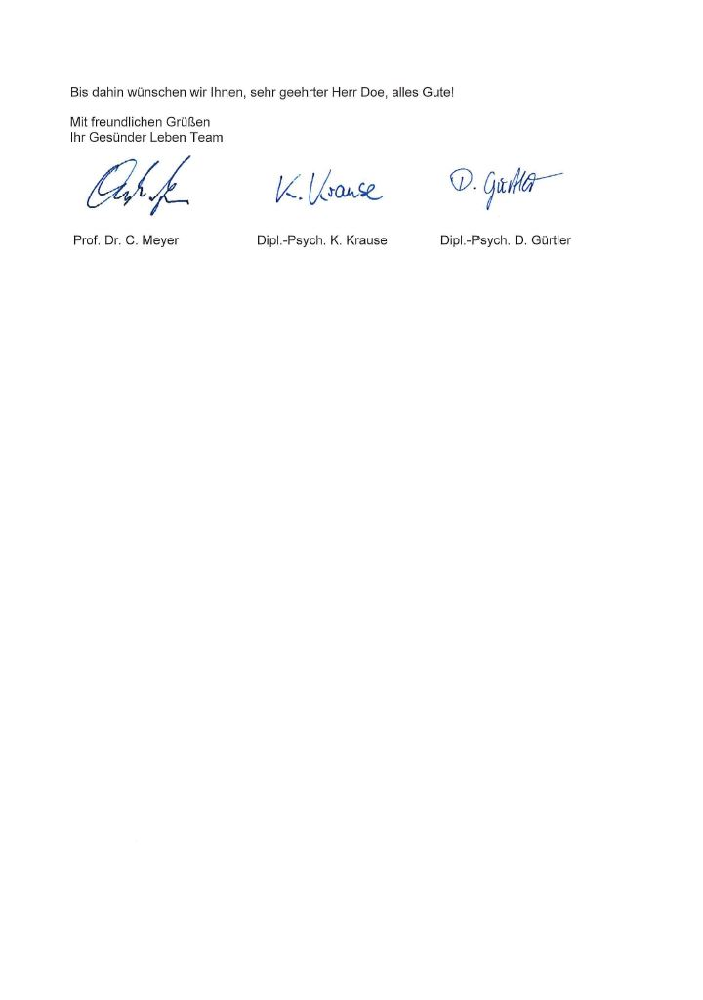 Bis dahin wünschen wir Ihnen, sehr geehrter Herr Doe, alles Gute!
Mit freundlichen Grüßen
Ihr Gesünder Leben Team
K. Krause D. Gürtler
Prof. Dr. C. Meyer Dipl.-Psych. K. Krause Dipl.-Psych. D. Gürtler